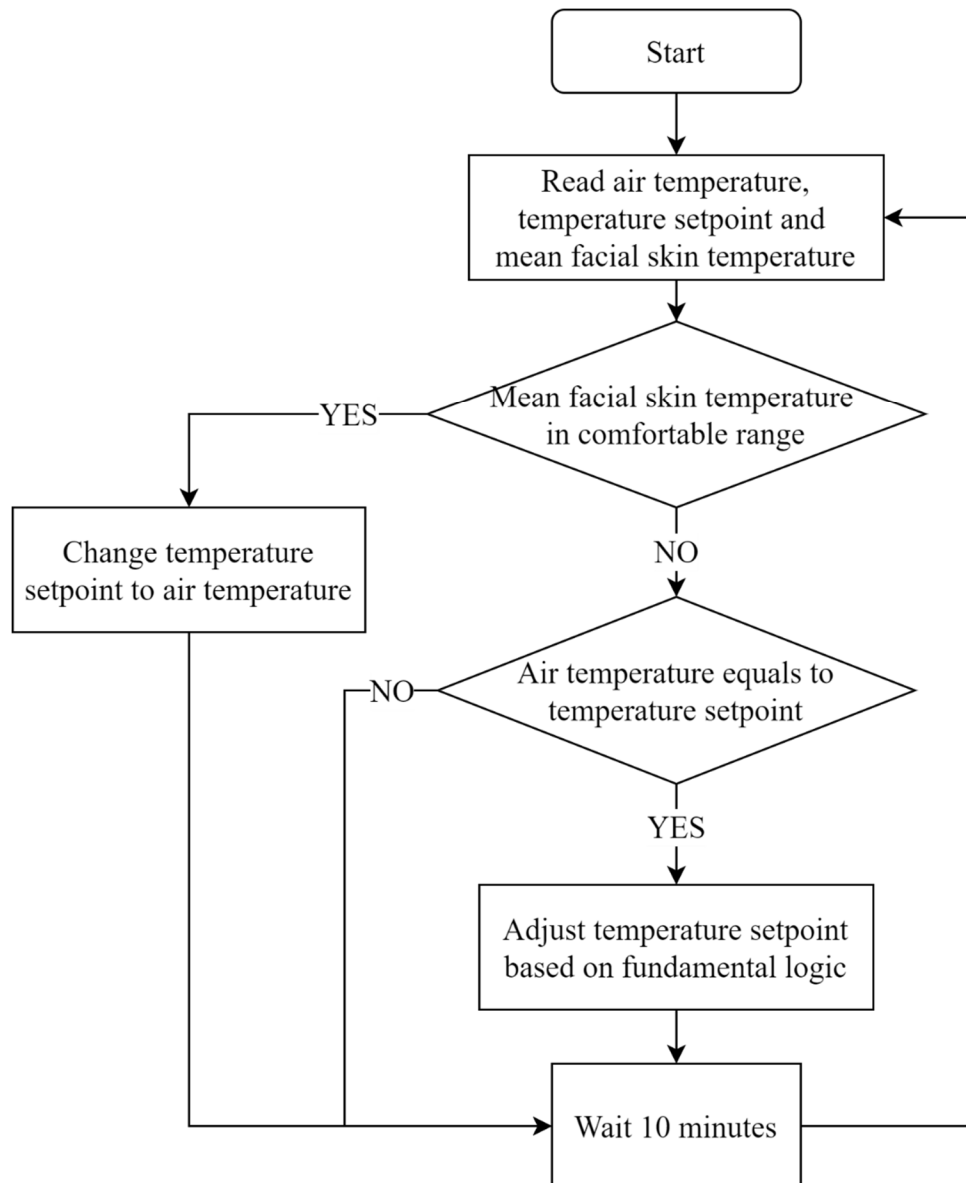 Start
Read air temperature,
temperature setpoint and
mean facial skin temperature
Mean facial skin temperature
in comfortable range
YES
Change temperature
setpoint to air temperature
NO
Air temperature equals to
temperature setpoint
NO
YES
Adjust temperature setpoint
based on fundamental logic
Wait 10 minutes